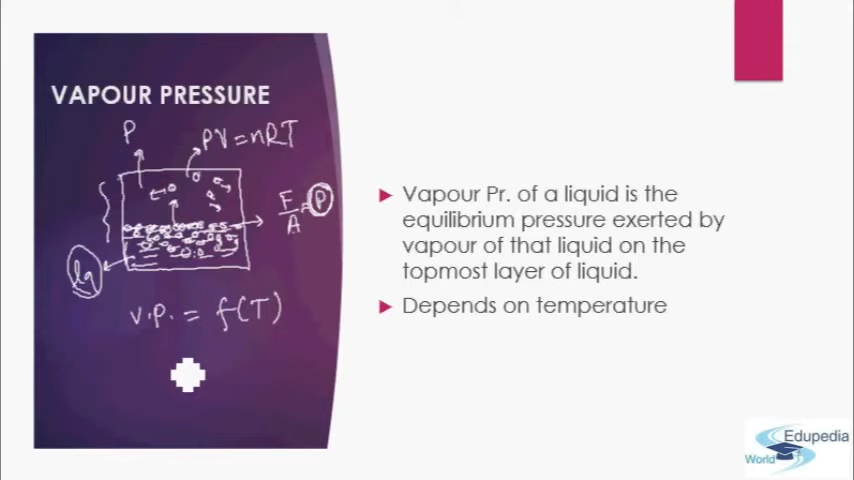 VAPOUR PRESSURE
P
PV = nRT
F/A = P
liq
V.P. = f(T)
Vapour Pr. of a liquid is the
equilibrium pressure exerted by
vapour of that liquid on the
topmost layer of liquid.
Depends on temperature
Edupedia
World